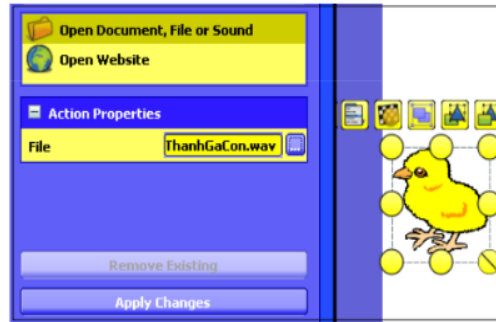 Open Document, File or Sound
Open Website
Action Properties
File ThanhGaCon.wav ...
Remove Existing
Apply Changes